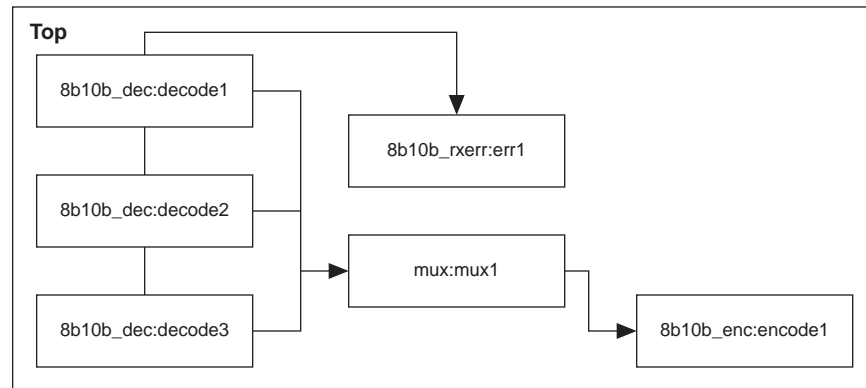 Top
8b10b_dec:decode1
8b10b_rxerr:err1
8b10b_dec:decode2
mux:mux1
8b10b_dec:decode3
8b10b_enc:encode1